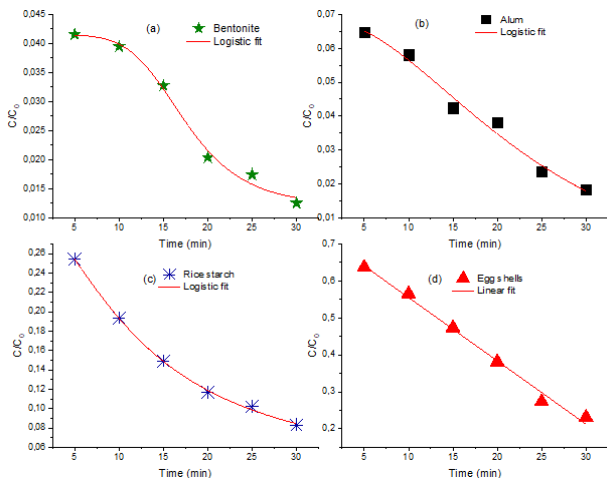 (a)
Bentonite
Logistic fit
0,045
0,040
0,035
0,030
0,025
0,020
0,015
0,010
C/C0
5 10 15 20 25 30
Time (min)
(b)
Alum
Logistic fit
0,07
0,06
0,05
0,04
0,03
0,02
0,01
C/C0
5 10 15 20 25 30
Time (min)
(c)
Rice starch
Logistic fit
0,26
0,24
0,22
0,20
0,18
0,16
0,14
0,12
0,10
0,08
0,06
C/C0
5 10 15 20 25 30
Time (min)
(d)
Egg shells
Linear fit
0,7
0,6
0,5
0,4
0,3
0,2
C/C0
5 10 15 20 25 30
Time (min)